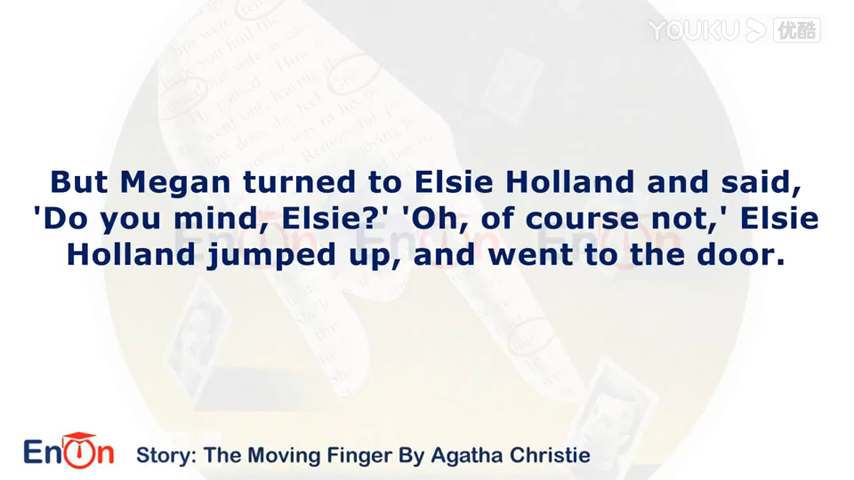 YOUKU 优酷
But Megan turned to Elsie Holland and said,
'Do you mind, Elsie?' 'Oh, of course not,' Elsie
Holland jumped up, and went to the door.
EnOn
Story: The Moving Finger By Agatha Christie